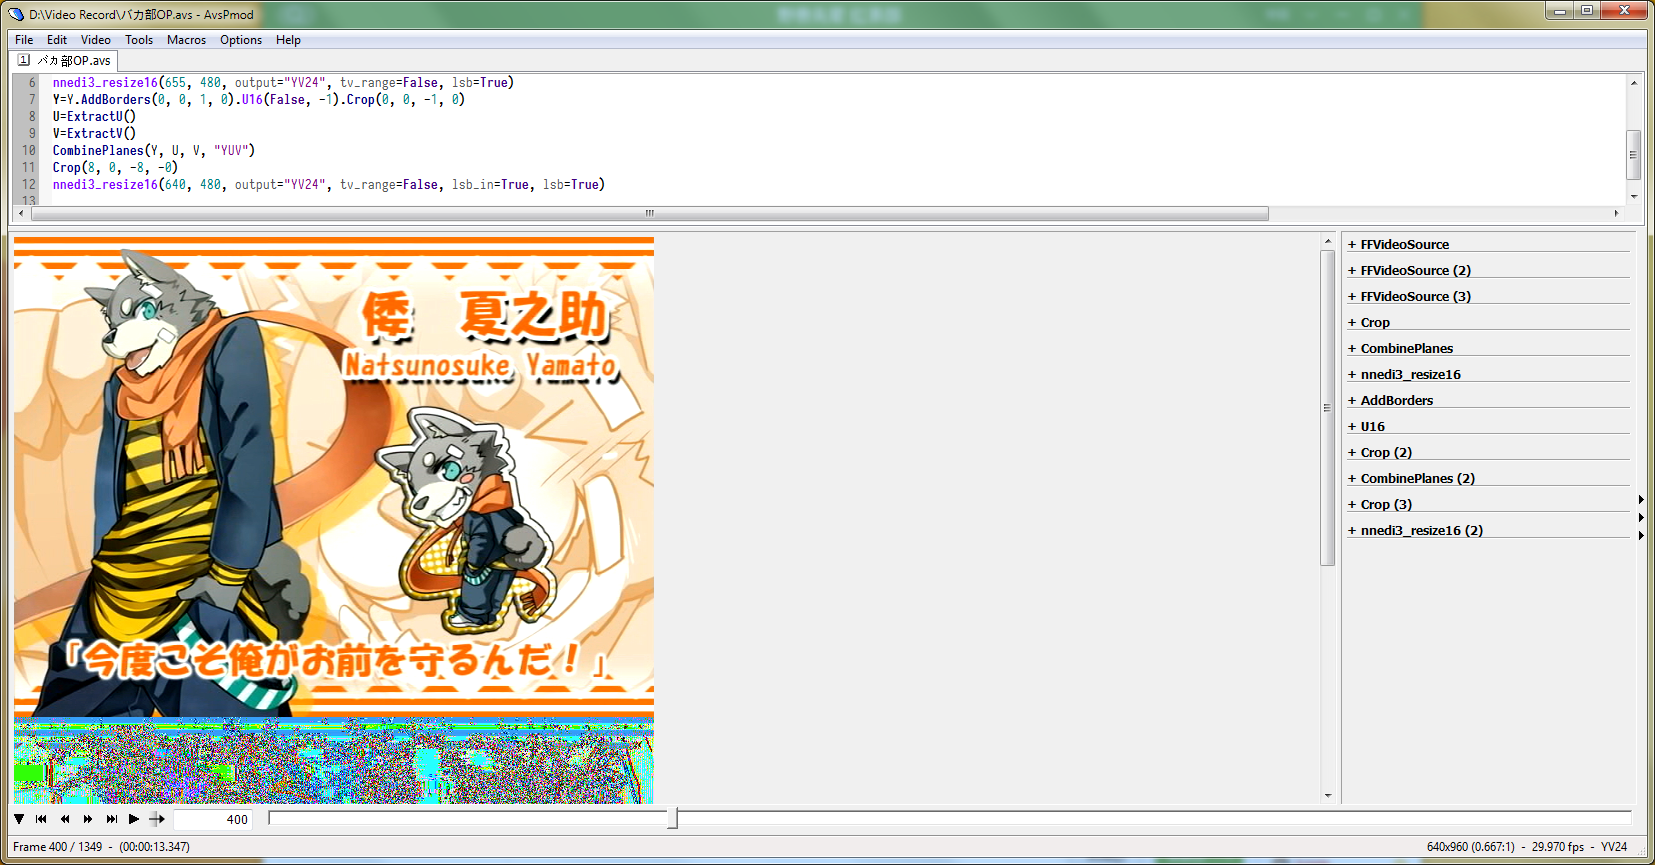 D:\Video Record\バカ部OP.avs - AvsPmod
File Edit Video Tools Macros Options Help
1 バカ部OP.avs
6 nnedi3_resize16(655, 480, output="YV24", tv_range=False, lsb=True)
7 Y=Y.AddBorders(0, 0, 1, 0).U16(False, -1).Crop(0, 0, -1, 0)
8 U=ExtractU()
9 V=ExtractV()
10 CombinePlanes(Y, U, V, "YUV")
11 Crop(8, 0, -8, -0)
12 nnedi3_resize16(640, 480, output="YV24", tv_range=False, lsb_in=True, lsb=True)
13
倭 夏之助
Natsunosuke Yamato
「今度こそ俺がお前を守るんだ！」
+ FFVideoSource
+ FFVideoSource (2)
+ FFVideoSource (3)
+ Crop
+ CombinePlanes
+ nnedi3_resize16
+ AddBorders
+ U16
+ Crop (2)
+ CombinePlanes (2)
+ Crop (3)
+ nnedi3_resize16 (2)
400
Frame 400 / 1349 - (00:00:13.347)
640x960 (0.667:1) - 29.970 fps - YV24